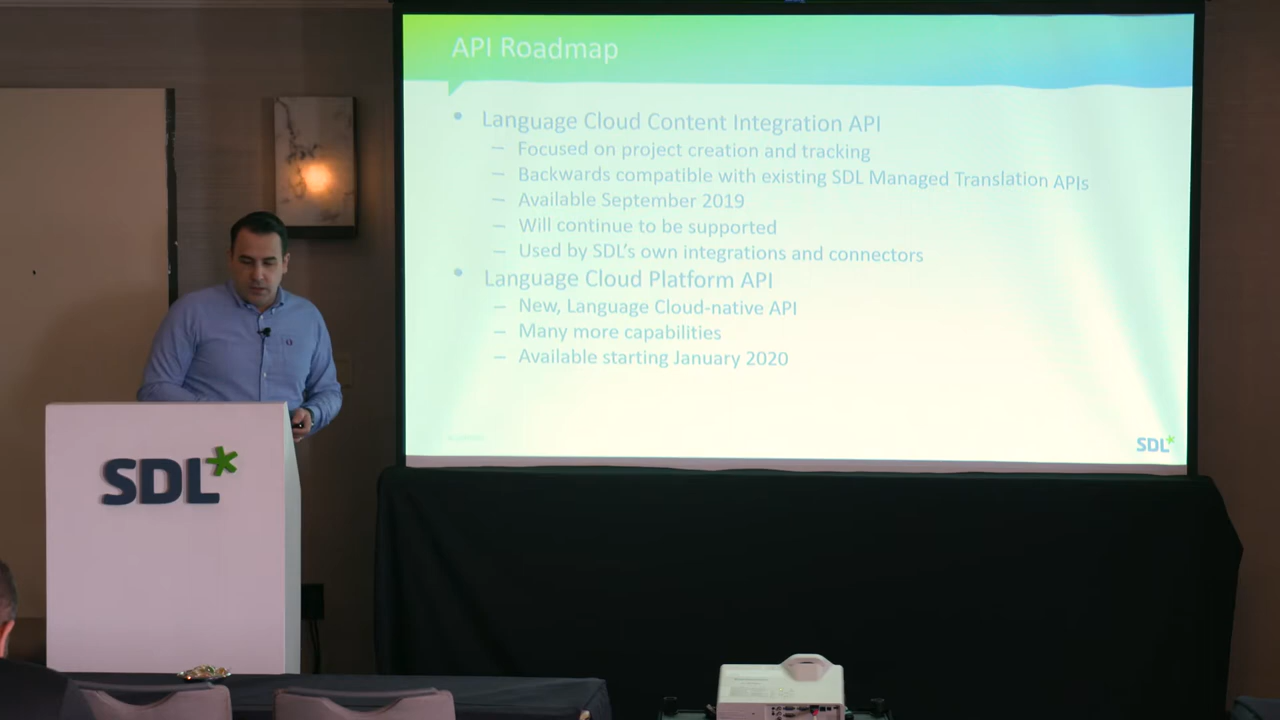 API Roadmap
• Language Cloud Content Integration API
– Focused on project creation and tracking
– Backwards compatible with existing SDL Managed Translation APIs
– Available September 2019
– Will continue to be supported
– Used by SDL's own integrations and connectors
• Language Cloud Platform API
– New, Language Cloud-native API
– Many more capabilities
– Available starting January 2020
SDL*
SDL*